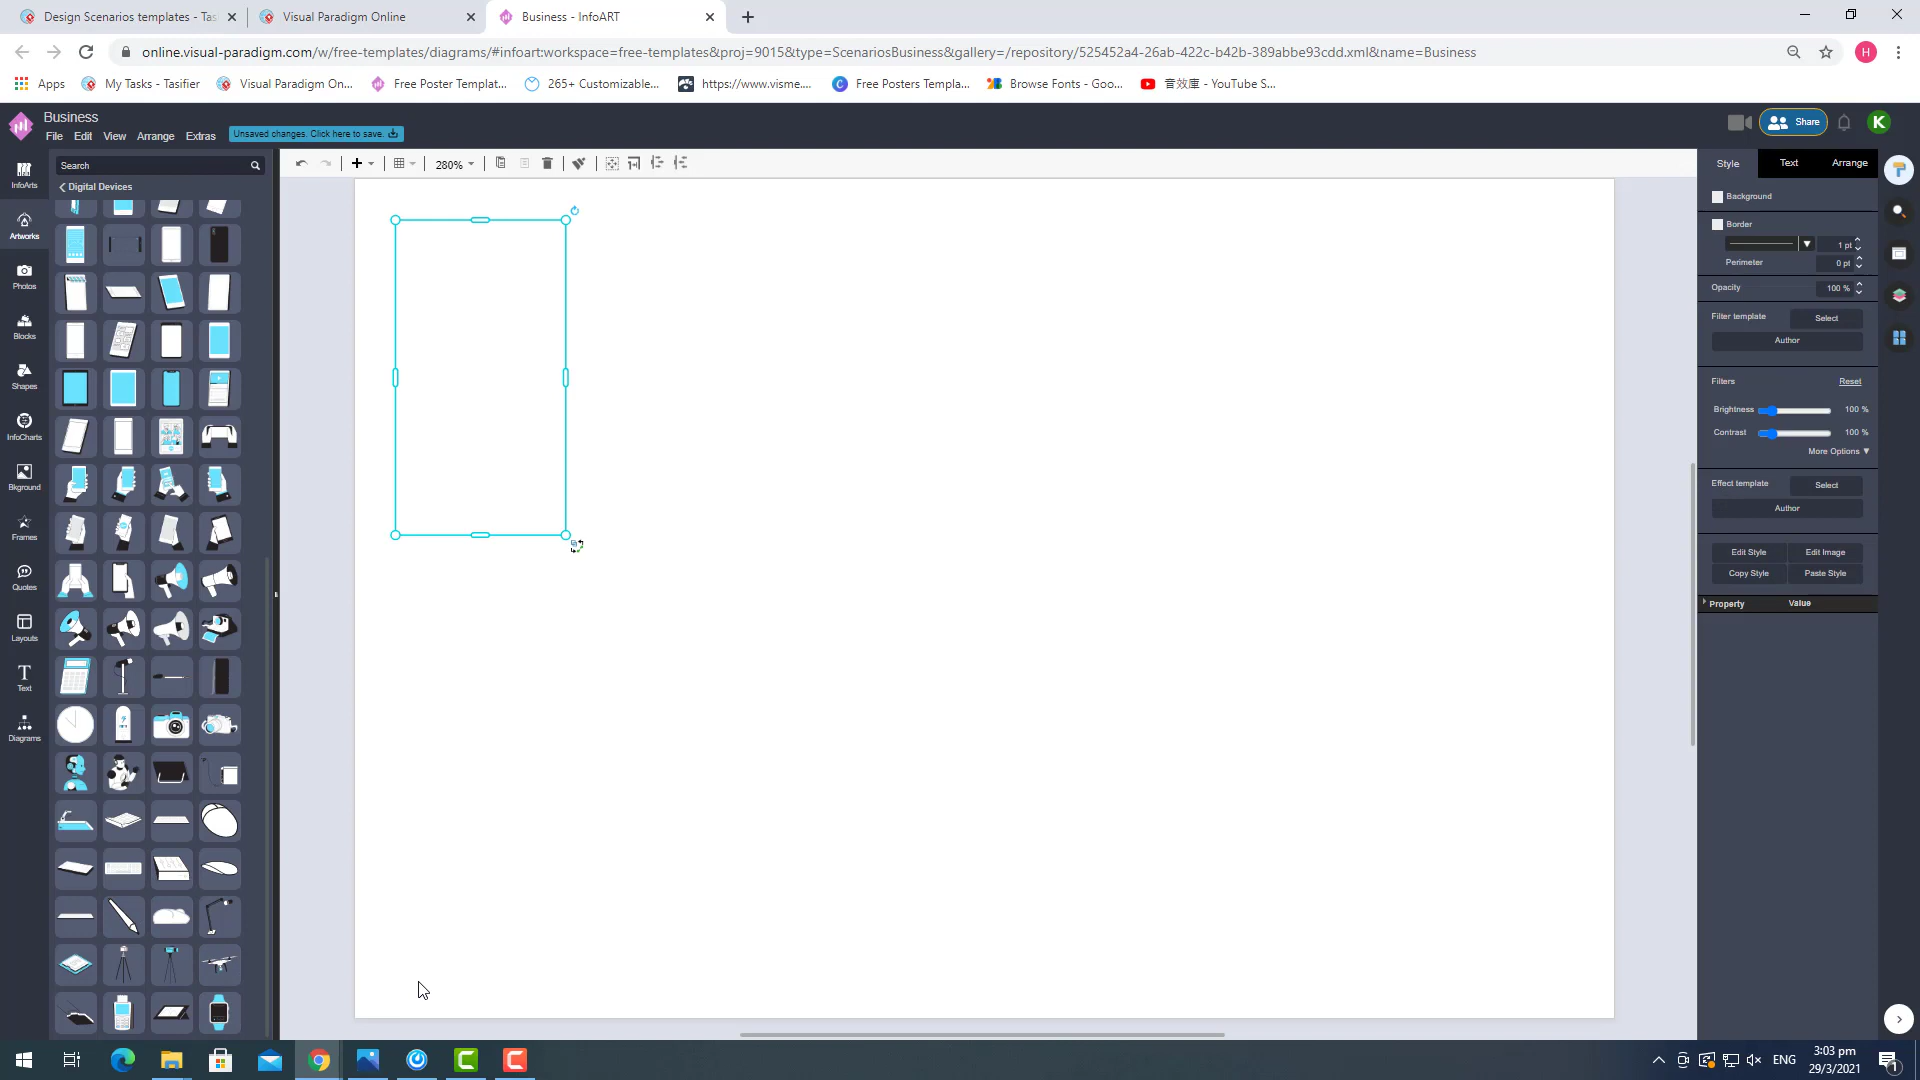 Design Scenarios templates - Tas
Visual Paradigm Online
Business - InfoART
online.visual-paradigm.com/w/free-templates/diagrams/#infoart:workspace=free-templates&proj=9015&type=ScenariosBusiness&gallery=/repository/525452a4-26ab-422c-b42b-389abbe93cdd.xml&name=Business
H
Apps
My Tasks - Tasifier
Visual Paradigm On...
Free Poster Templat...
265+ Customizable...
https://www.visme....
Free Posters Templa...
Browse Fonts - Goo...
音效庫 - YouTube S...
Business
File
Edit
View
Arrange
Extras
Unsaved changes. Click here to save.
Share
K
Search
Digital Devices
280%
InfoArts
Artworks
Photos
Blocks
Shapes
InfoCharts
Bkground
Frames
Quotes
Layouts
Text
Diagrams
Style
Text
Arrange
Background
Border
1 pt
Perimeter
0 pt
Opacity
100 %
Filter template
Select
Author
Filters
Reset
Brightness
100 %
Contrast
100 %
More Options ▼
Effect template
Select
Author
Edit Style
Edit Image
Copy Style
Paste Style
Property
Value
ENG
3:03 pm
29/3/2021
1